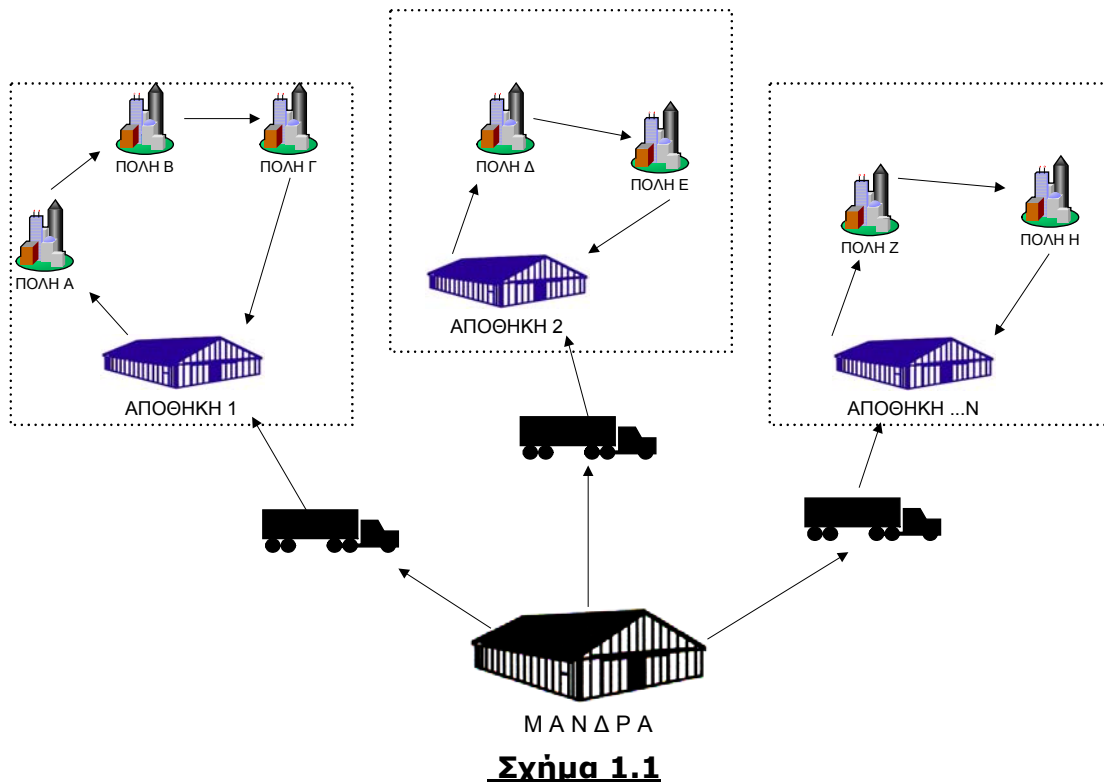 ΠΟΛΗ Β
ΠΟΛΗ Γ
ΠΟΛΗ Α
ΑΠΟΘΗΚΗ 1
ΠΟΛΗ Δ
ΠΟΛΗ Ε
ΑΠΟΘΗΚΗ 2
ΠΟΛΗ Ζ
ΠΟΛΗ Η
ΑΠΟΘΗΚΗ ...Ν
Μ Α Ν Δ Ρ Α
Σχήμα 1.1